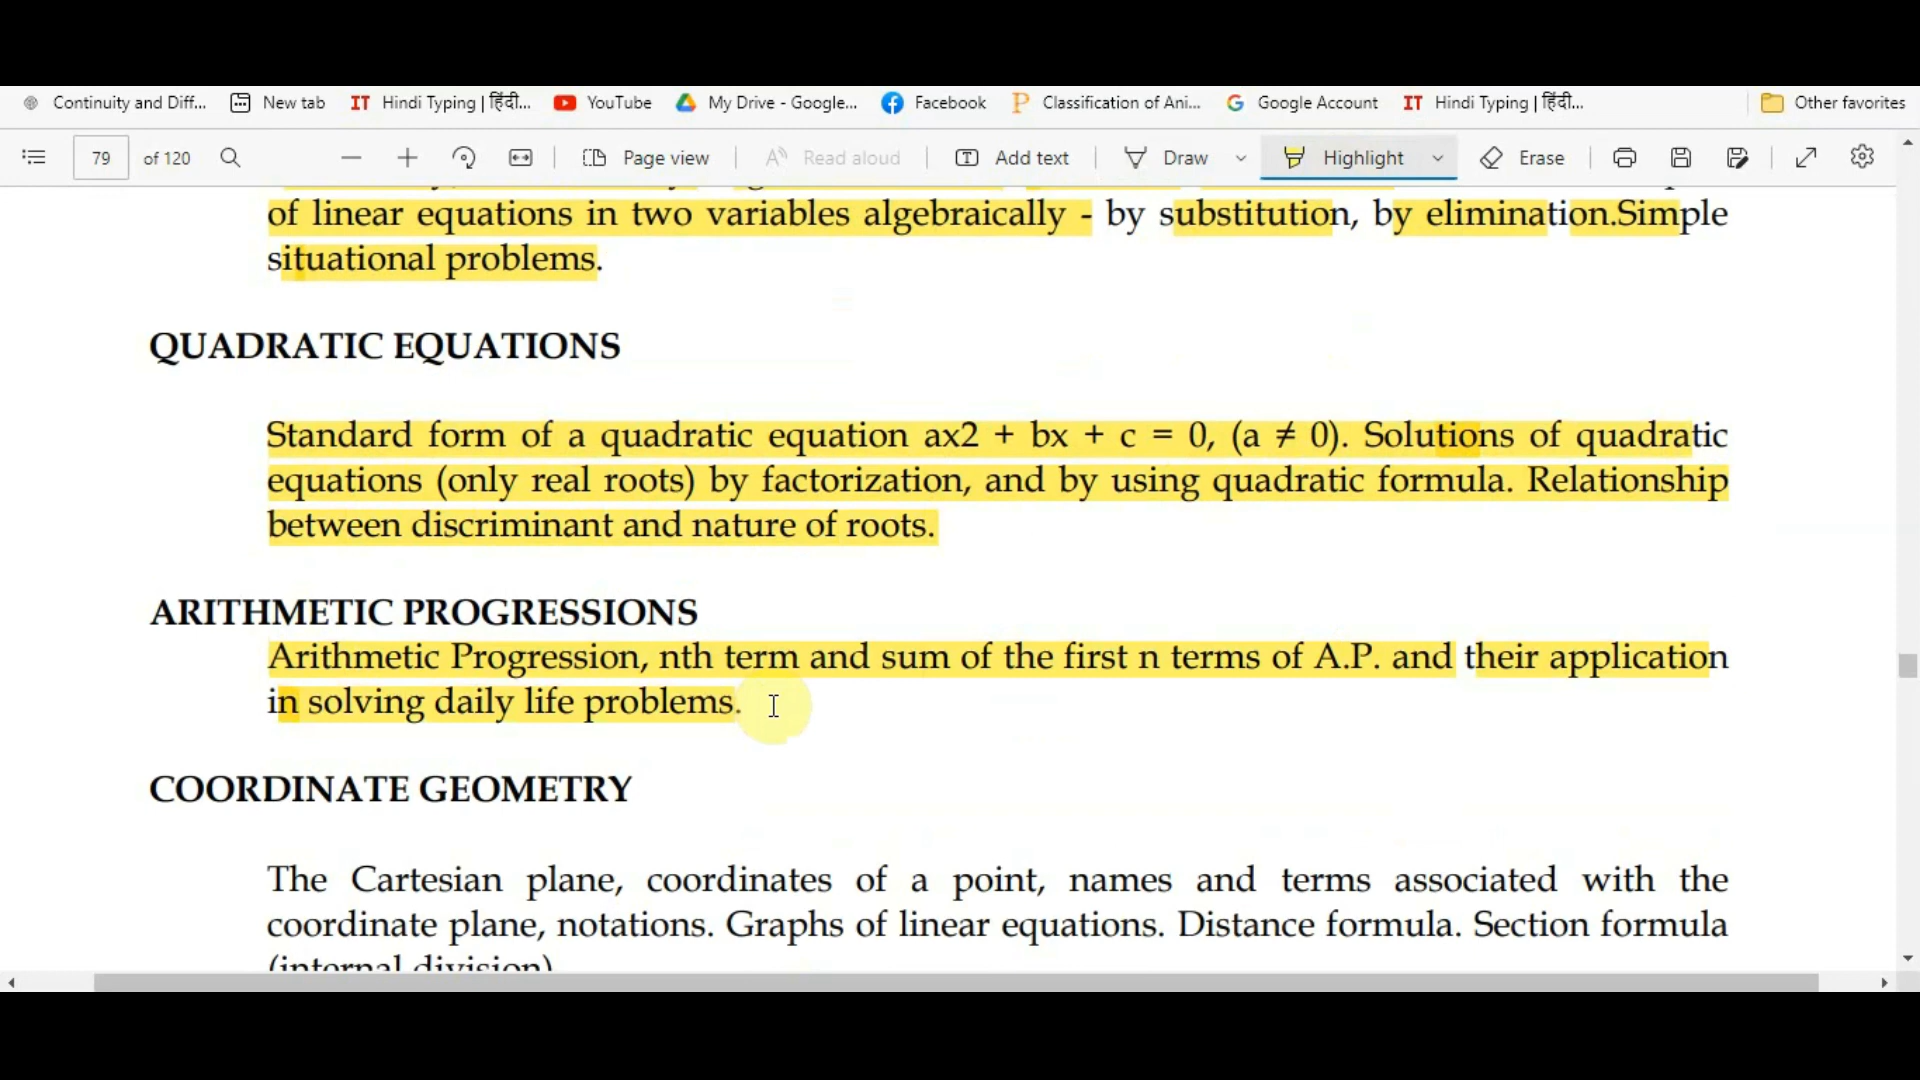 Continuity and Diff... New tab IT Hindi Typing | हिंदी... YouTube My Drive - Google... Facebook Classification of Ani... Google Account IT Hindi Typing | हिंदी... Other favorites
79 of 120 Page view Read aloud Add text Draw Highlight Erase
of linear equations in two variables algebraically - by substitution, by elimination.Simple
situational problems.
QUADRATIC EQUATIONS
Standard form of a quadratic equation ax2 + bx + c = 0, (a ≠ 0). Solutions of quadratic
equations (only real roots) by factorization, and by using quadratic formula. Relationship
between discriminant and nature of roots.
ARITHMETIC PROGRESSIONS
Arithmetic Progression, nth term and sum of the first n terms of A.P. and their application
in solving daily life problems.
COORDINATE GEOMETRY
The Cartesian plane, coordinates of a point, names and terms associated with the
coordinate plane, notations. Graphs of linear equations. Distance formula. Section formula
(internal division)